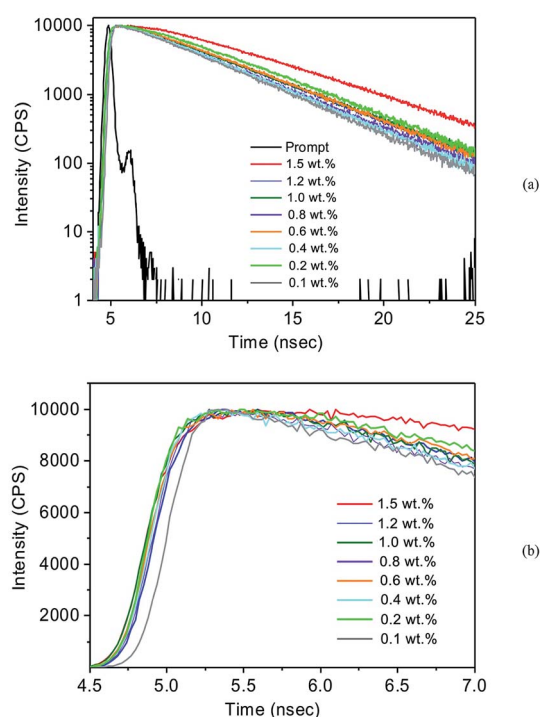 10000
1000
100
10
1
Intensity (CPS)
Prompt
1.5 wt.%
1.2 wt.%
1.0 wt.%
0.8 wt.%
0.6 wt.%
0.4 wt.%
0.2 wt.%
0.1 wt.%
5 10 15 20 25
Time (nsec)
(a)
10000
8000
6000
4000
2000
Intensity (CPS)
1.5 wt.%
1.2 wt.%
1.0 wt.%
0.8 wt.%
0.6 wt.%
0.4 wt.%
0.2 wt.%
0.1 wt.%
4.5 5.0 5.5 6.0 6.5 7.0
Time (nsec)
(b)